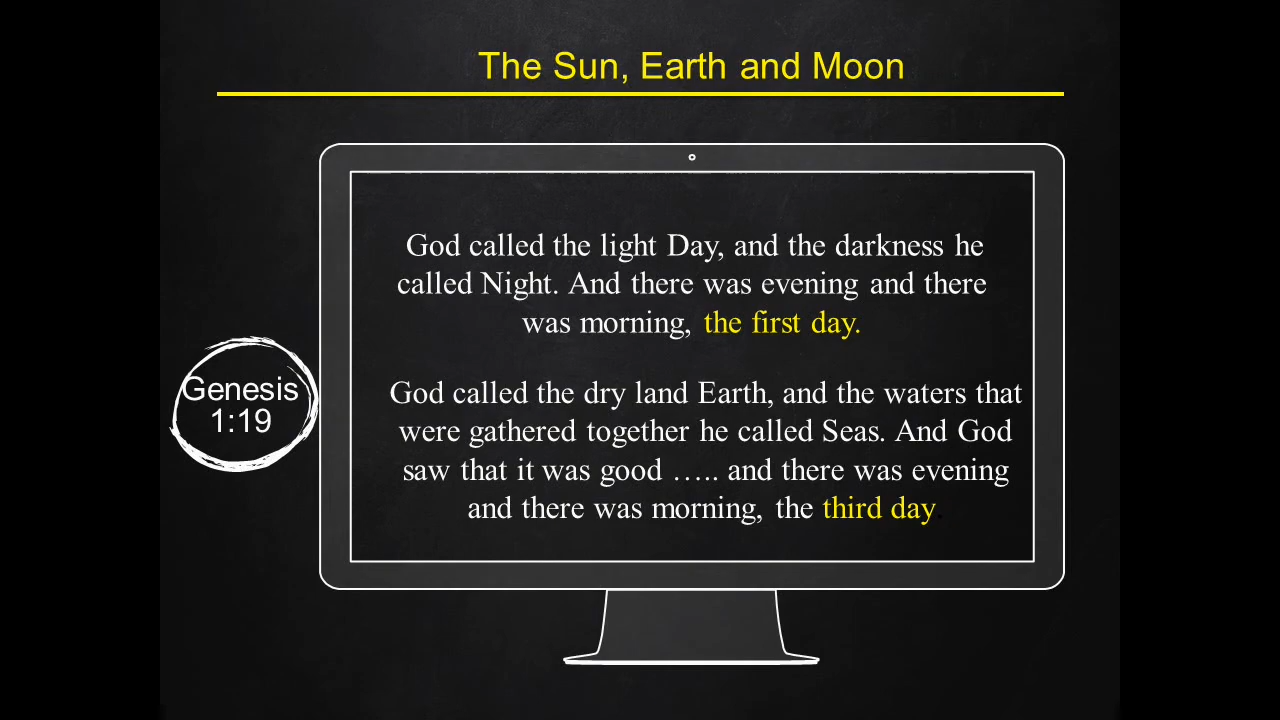 The Sun, Earth and Moon
God called the light Day, and the darkness he
called Night. And there was evening and there
was morning, the first day.
Genesis
1:19
God called the dry land Earth, and the waters that
were gathered together he called Seas. And God
saw that it was good ….. and there was evening
and there was morning, the third day.